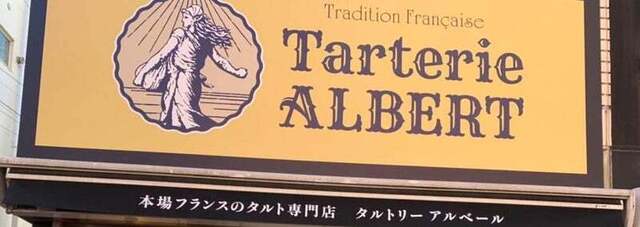 Tradition Française
Tarterie
ALBERT
本場フランスのタルト専門店　タルトリー アルベール